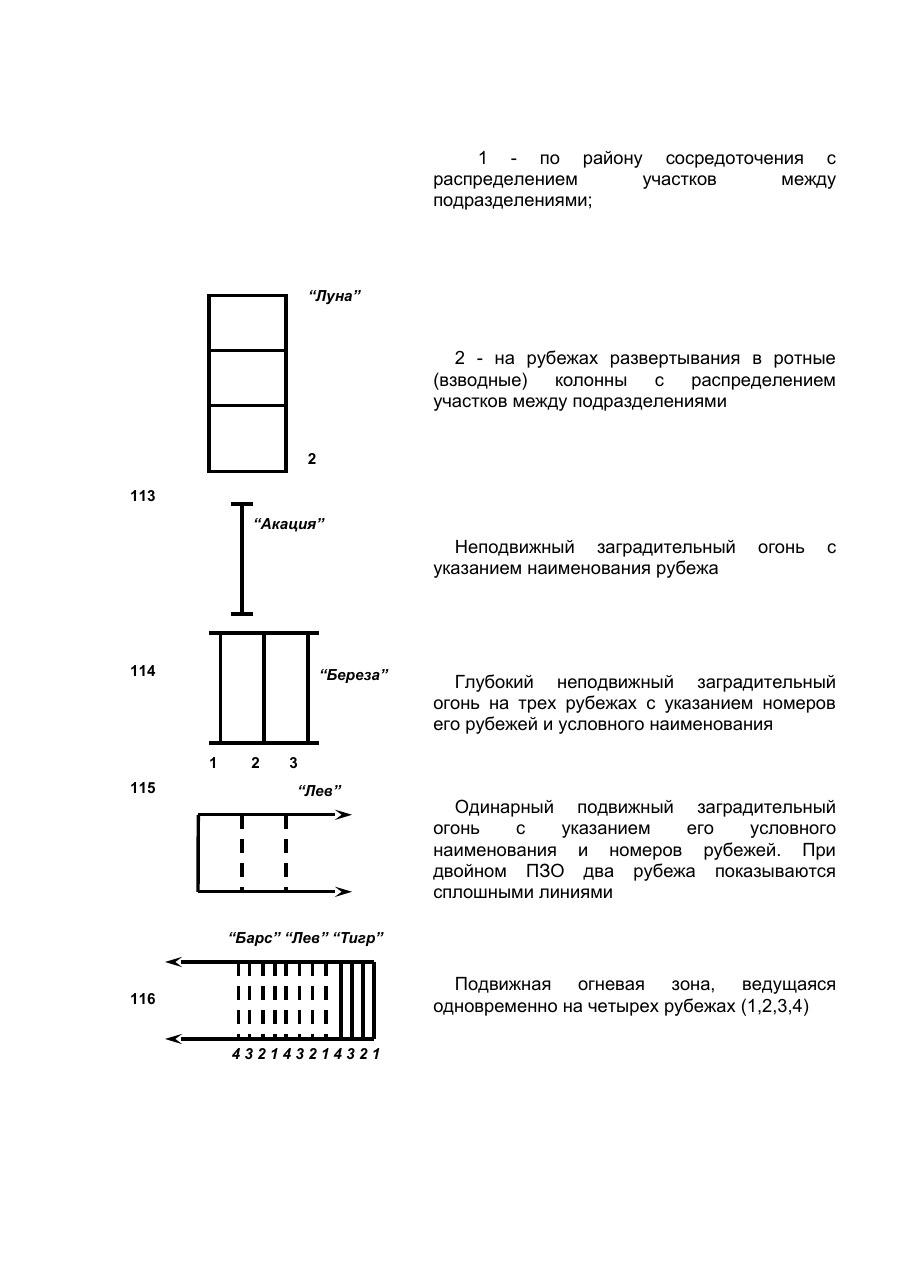 1 - по району сосредоточения с
распределением участков между
подразделениями;
“Луна”
2 - на рубежах развертывания в ротные
(взводные) колонны с распределением
участков между подразделениями
2
113
“Акация”
Неподвижный заградительный огонь с
указанием наименования рубежа
114
“Береза”
Глубокий неподвижный заградительный
огонь на трех рубежах с указанием номеров
его рубежей и условного наименования
1 2 3
115
“Лев”
Одинарный подвижный заградительный
огонь с указанием его условного
наименования и номеров рубежей. При
двойном ПЗО два рубежа показываются
сплошными линиями
“Барс” “Лев” “Тигр”
116
Подвижная огневая зона, ведущаяся
одновременно на четырех рубежах (1,2,3,4)
4 3 2 1 4 3 2 1 4 3 2 1